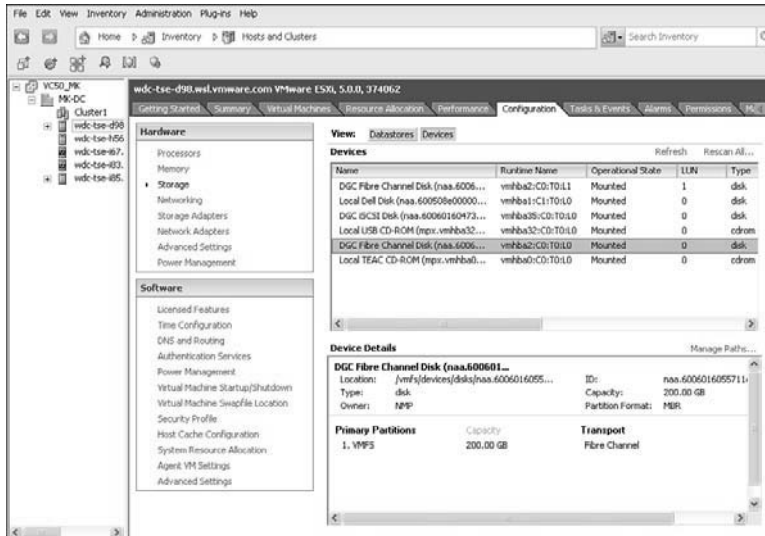 File Edit View Inventory Administration Plug-ins Help
Home Inventory Hosts and Clusters
Search Inventory
VC50_MK
MK-DC
Cluster1
wdc-tse-d98
wdc-tse-h56
wdc-tse-i67.
wdc-tse-i83.
wdc-tse-i85.
wdc-tse-d98.wsl.vmware.com VMware ESXi, 5.0.0, 374062
Getting Started Summary Virtual Machines Resource Allocation Performance Configuration Tasks & Events Alarms Permissions
Hardware
Processors
Memory
Storage
Networking
Storage Adapters
Network Adapters
Advanced Settings
Power Management
Software
Licensed Features
Time Configuration
DNS and Routing
Authentication Services
Power Management
Virtual Machine Startup/Shutdown
Virtual Machine Swapfile Location
Security Profile
Host Cache Configuration
System Resource Allocation
Agent VM Settings
Advanced Settings
View: Datastores Devices
Devices Refresh Rescan All...
Name Runtime Name Operational State LUN Type
DGC Fibre Channel Disk (naa.6006... vmhba2:C0:T0:L1 Mounted 1 disk
Local Dell Disk (naa.600508e00000... vmhba1:C1:T0:L0 Mounted 0 disk
DGC iSCSI Disk (naa.60060160473... vmhba35:C0:T0:L0 Mounted 0 disk
Local USB CD-ROM (mpx.vmhba32... vmhba32:C0:T0:L0 Mounted 0 cdrom
DGC Fibre Channel Disk (naa.6006... vmhba2:C0:T0:L0 Mounted 0 disk
Local TEAC CD-ROM (mpx.vmhba0... vmhba0:C0:T0:L0 Mounted 0 cdrom
Device Details Manage Paths...
DGC Fibre Channel Disk (naa.600601...
Location: /vmfs/devices/disks/naa.6006016055... ID: naa.6006016055711
Type: disk Capacity: 200.00 GB
Owner: NMP Partition Format: MBR
Primary Partitions Capacity Transport
1. VMFS 200.00 GB Fibre Channel